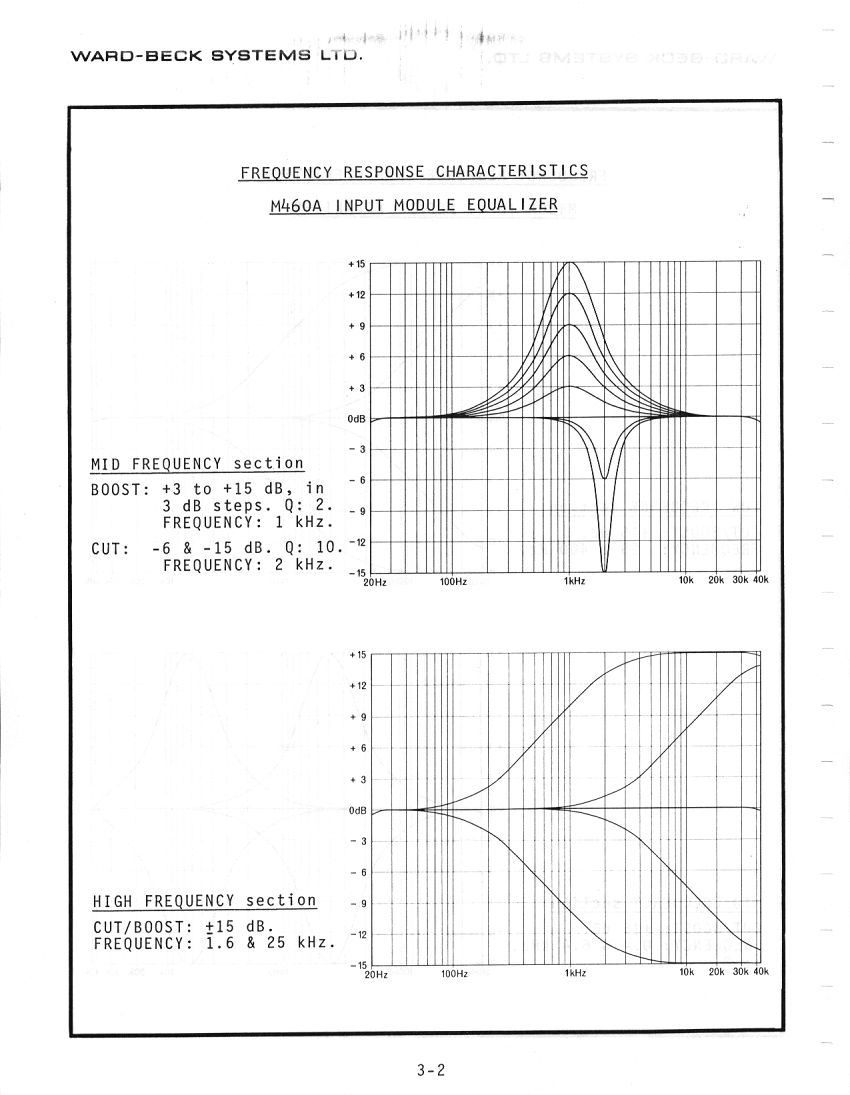 WARD-BECK SYSTEMS LTD.
FREQUENCY RESPONSE CHARACTERISTICS
M460A INPUT MODULE EQUALIZER
+15
+12
+ 9
+ 6
+ 3
0dB
- 3
- 6
- 9
-12
-15
20Hz 100Hz 1kHz 10k 20k 30k 40k
MID FREQUENCY section
BOOST: +3 to +15 dB, in
3 dB steps. Q: 2.
FREQUENCY: 1 kHz.
CUT: -6 & -15 dB. Q: 10.
FREQUENCY: 2 kHz.
+15
+12
+ 9
+ 6
+ 3
0dB
- 3
- 6
- 9
-12
-15
20Hz 100Hz 1kHz 10k 20k 30k 40k
HIGH FREQUENCY section
CUT/BOOST: ±15 dB.
FREQUENCY: 1.6 & 25 kHz.
3-2